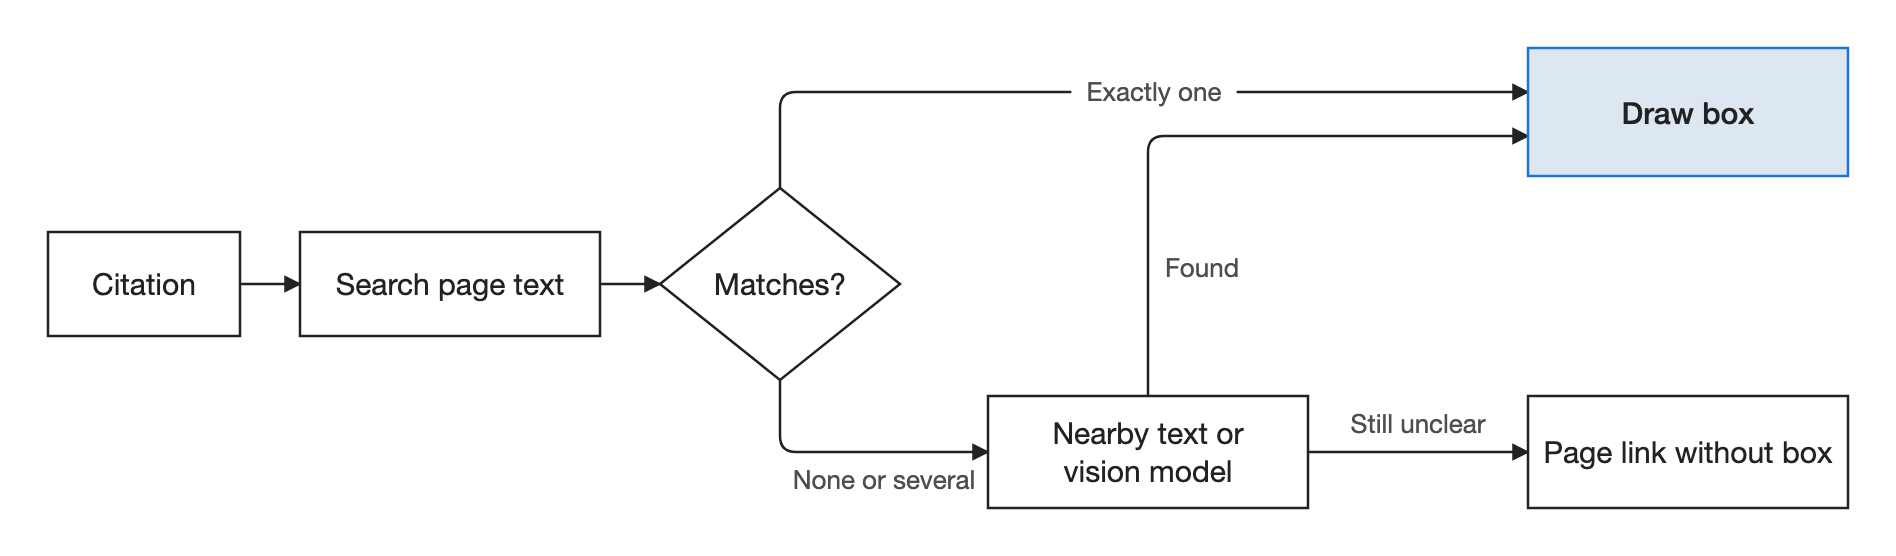 Exactly one
Draw box
Citation
Search page text
Matches?
Found
Nearby text or
vision model
Still unclear
Page link without box
None or several